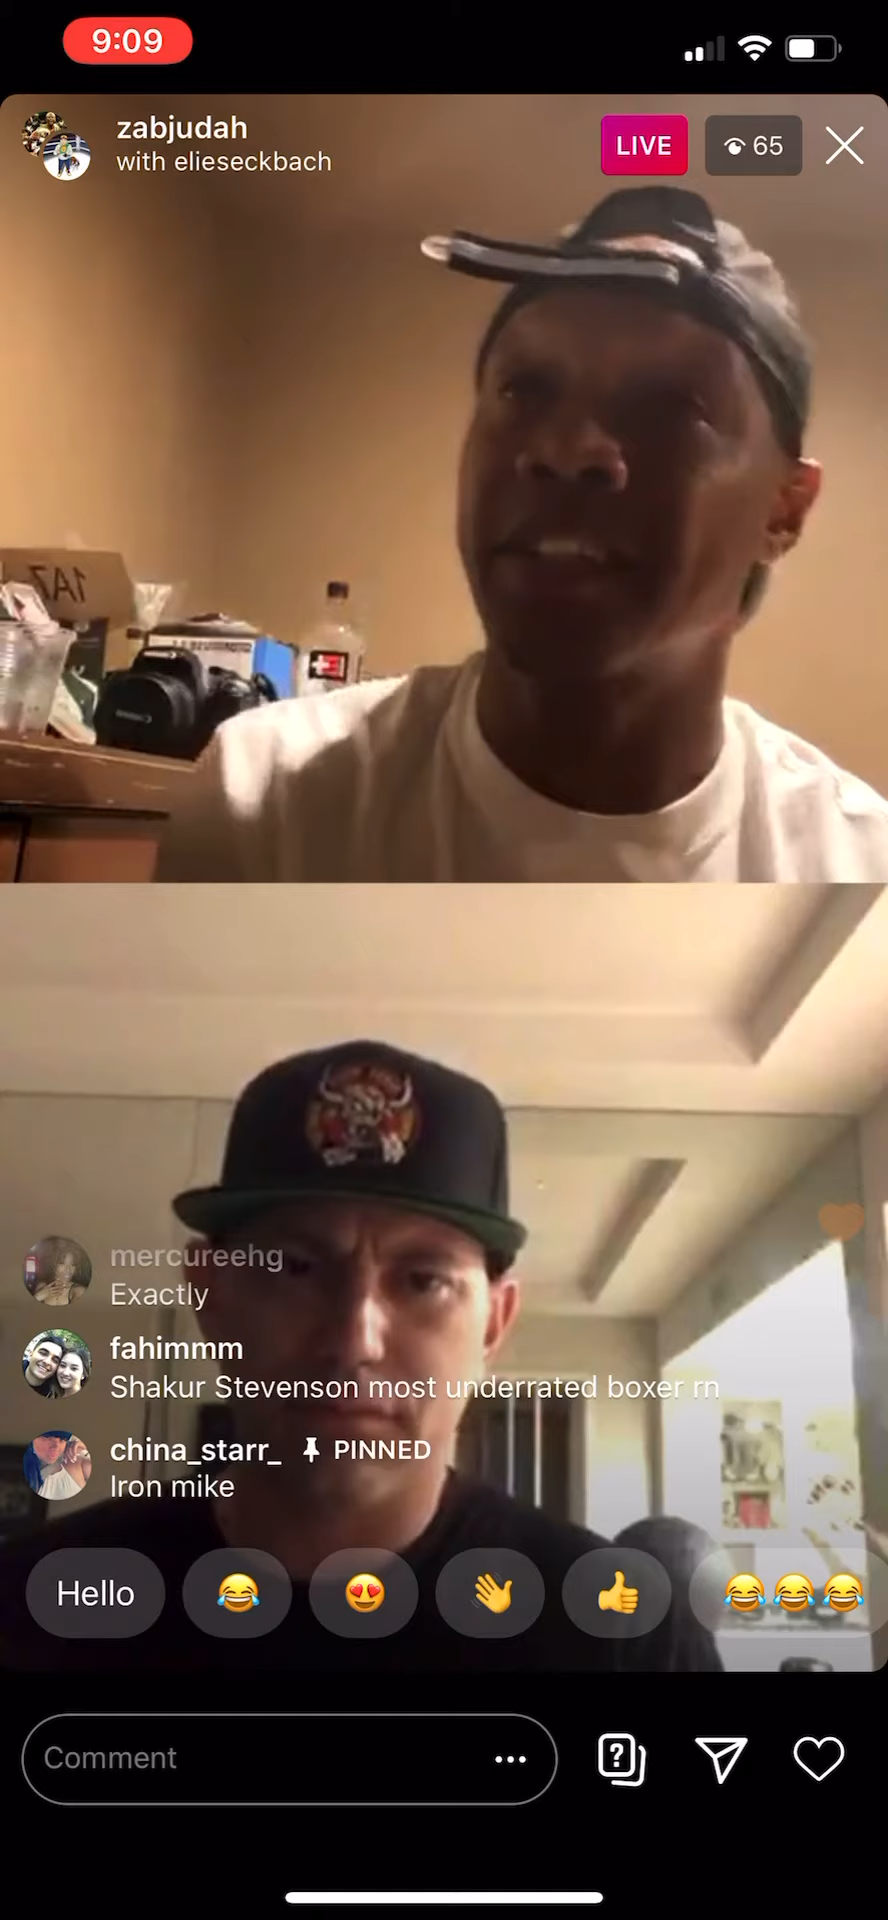 9:09
zabjudah
with elieseckbach
LIVE
65
1AZ
mercureehg
Exactly
fahimmm
Shakur Stevenson most underrated boxer rn
china_starr_ PINNED
Iron mike
Hello
Comment